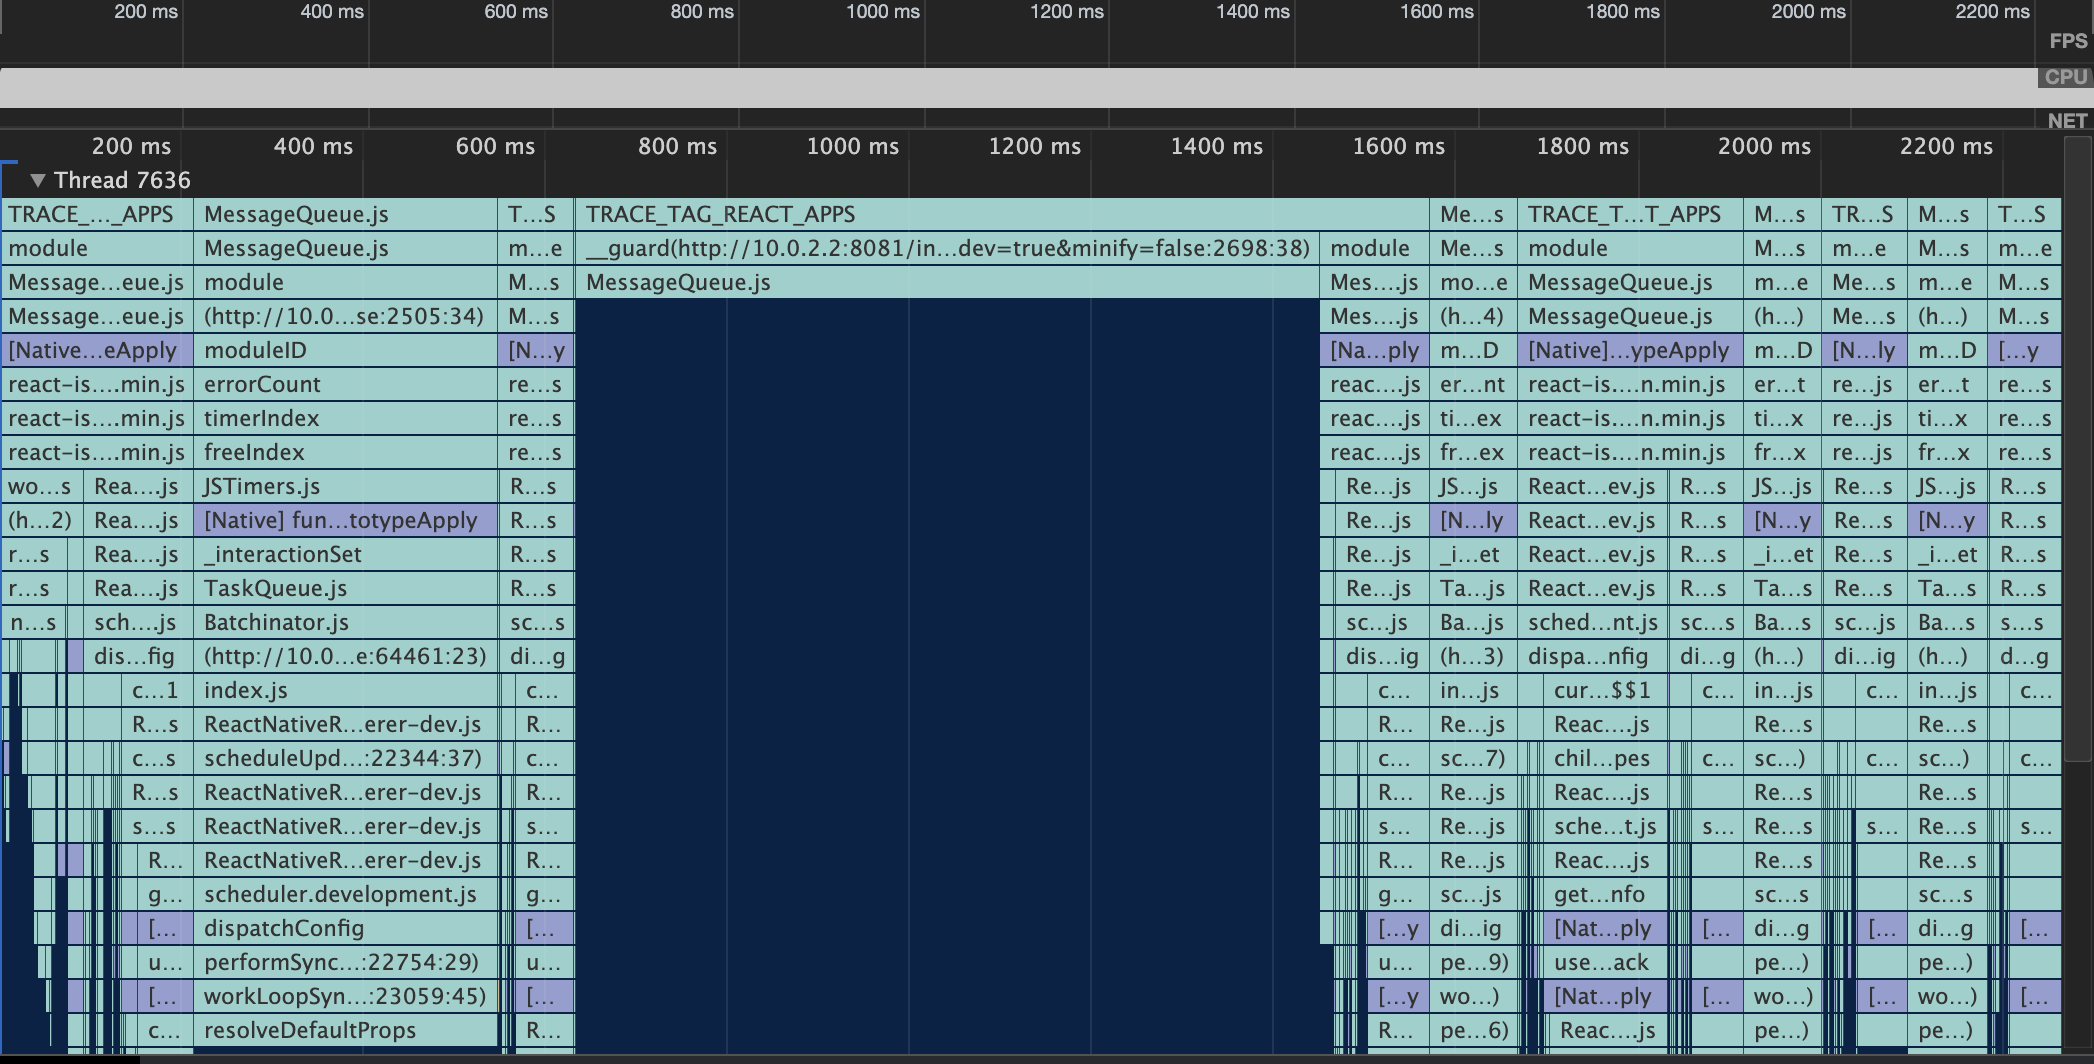 200 ms 400 ms 600 ms 800 ms 1000 ms 1200 ms 1400 ms 1600 ms 1800 ms 2000 ms 2200 ms
FPS
CPU
NET
200 ms 400 ms 600 ms 800 ms 1000 ms 1200 ms 1400 ms 1600 ms 1800 ms 2000 ms 2200 ms
▼ Thread 7636
TRACE_..._APPS MessageQueue.js T...S TRACE_TAG_REACT_APPS Me...s TRACE_T...T_APPS M...s TR...S M...s T...S
module MessageQueue.js m...e __guard(http://10.0.2.2:8081/in...dev=true&minify=false:2698:38) module Me...s module M...s m...e M...s m...e
Message...eue.js module M...s MessageQueue.js Mes....js mo...e MessageQueue.js m...e Me...s m...e M...s
Message...eue.js (http://10.0...se:2505:34) M...s Mes....js (h...4) MessageQueue.js (h...) Me...s (h...) M...s
[Native...eApply moduleID [N...y [Na...ply m...D [Native]...ypeApply m...D [N...ly m...D [...y
react-is....min.js errorCount re...s reac....js er...nt react-is....n.min.js er...t re...js er...t re...s
react-is....min.js timerIndex re...s reac....js ti...ex react-is....n.min.js ti...x re...js ti...x re...s
react-is....min.js freeIndex re...s reac....js fr...ex react-is....n.min.js fr...x re...js fr...x re...s
wo...s Rea....js JSTimers.js R...s Re...js JS...js React...ev.js R...s JS...js Re...s JS...js R...s
(h...2) Rea....js [Native] fun...totypeApply R...s Re...js [N...ly React...ev.js R...s [N...y Re...s [N...y R...s
r...s Rea....js _interactionSet R...s Re...js _i...et React...ev.js R...s _i...et Re...s _i...et R...s
r...s Rea....js TaskQueue.js R...s Re...js Ta...js React...ev.js R...s Ta...s Re...s Ta...s R...s
n...s sch....js Batchinator.js sc...s sc...js Ba...js sched...nt.js sc...s Ba...s sc...js Ba...s s...s
dis...fig (http://10.0...e:64461:23) di...g dis...ig (h...3) dispa...nfig di...g (h...) di...ig (h...) d...g
c...1 index.js c... c... in...js cur...$$1 c... in...js c... in...js c...
R...s ReactNativeR...erer-dev.js R... R... Re...js Reac....js Re...s Re...s
c...s scheduleUpd...:22344:37) c... c... sc...7) chil...pes c... sc...) c... sc...) c...
R...s ReactNativeR...erer-dev.js R... R... Re...js Reac....js Re...s Re...s
s...s ReactNativeR...erer-dev.js s... s... Re...js sche...t.js s... Re...s s... Re...s s...
R... ReactNativeR...erer-dev.js R... R... Re...js Reac....js Re...s Re...s
g... scheduler.development.js g... g... sc...js get...nfo sc...s sc...s
[... dispatchConfig [... [...y di...ig [Nat...ply [... di...g [... di...g [...
u... performSync...:22754:29) u... u... pe...9) use...ack pe...) pe...)
[... workLoopSyn...:23059:45) [... [...y wo...) [Nat...ply [... wo...) [... wo...) [...
c... resolveDefaultProps R... R... pe...6) Reac....js pe...) pe...)